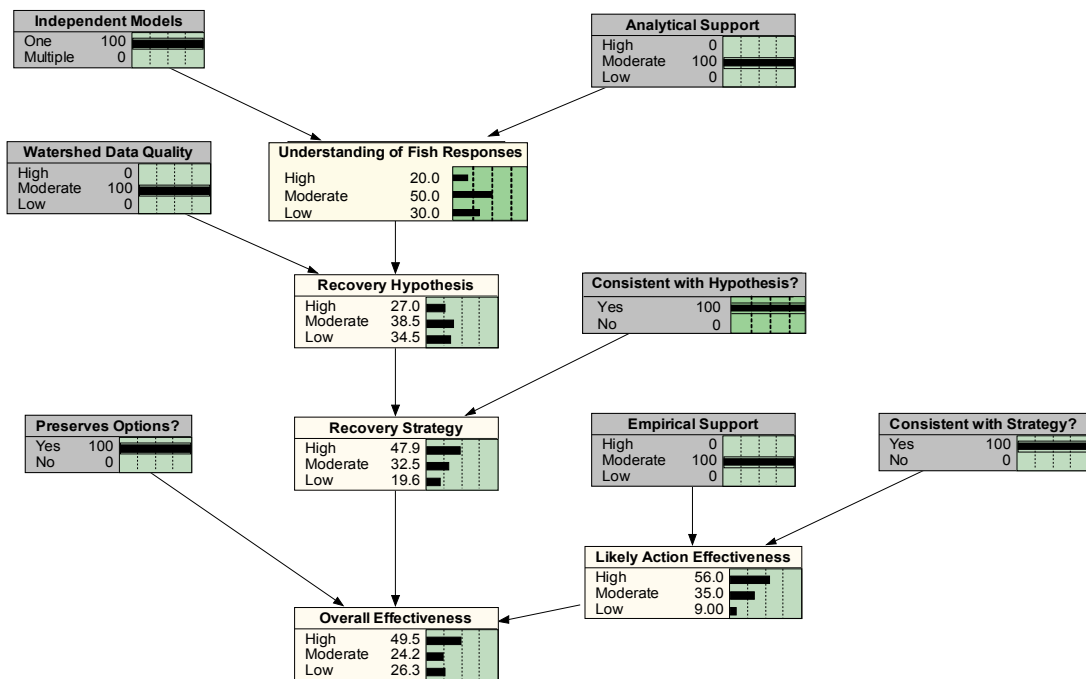 Independent Models
One 100
Multiple 0
Analytical Support
High 0
Moderate 100
Low 0
Watershed Data Quality
High 0
Moderate 100
Low 0
Understanding of Fish Responses
High 20.0
Moderate 50.0
Low 30.0
Recovery Hypothesis
High 27.0
Moderate 38.5
Low 34.5
Consistent with Hypothesis?
Yes 100
No 0
Preserves Options?
Yes 100
No 0
Recovery Strategy
High 47.9
Moderate 32.5
Low 19.6
Empirical Support
High 0
Moderate 100
Low 0
Consistent with Strategy?
Yes 100
No 0
Likely Action Effectiveness
High 56.0
Moderate 35.0
Low 9.00
Overall Effectiveness
High 49.5
Moderate 24.2
Low 26.3